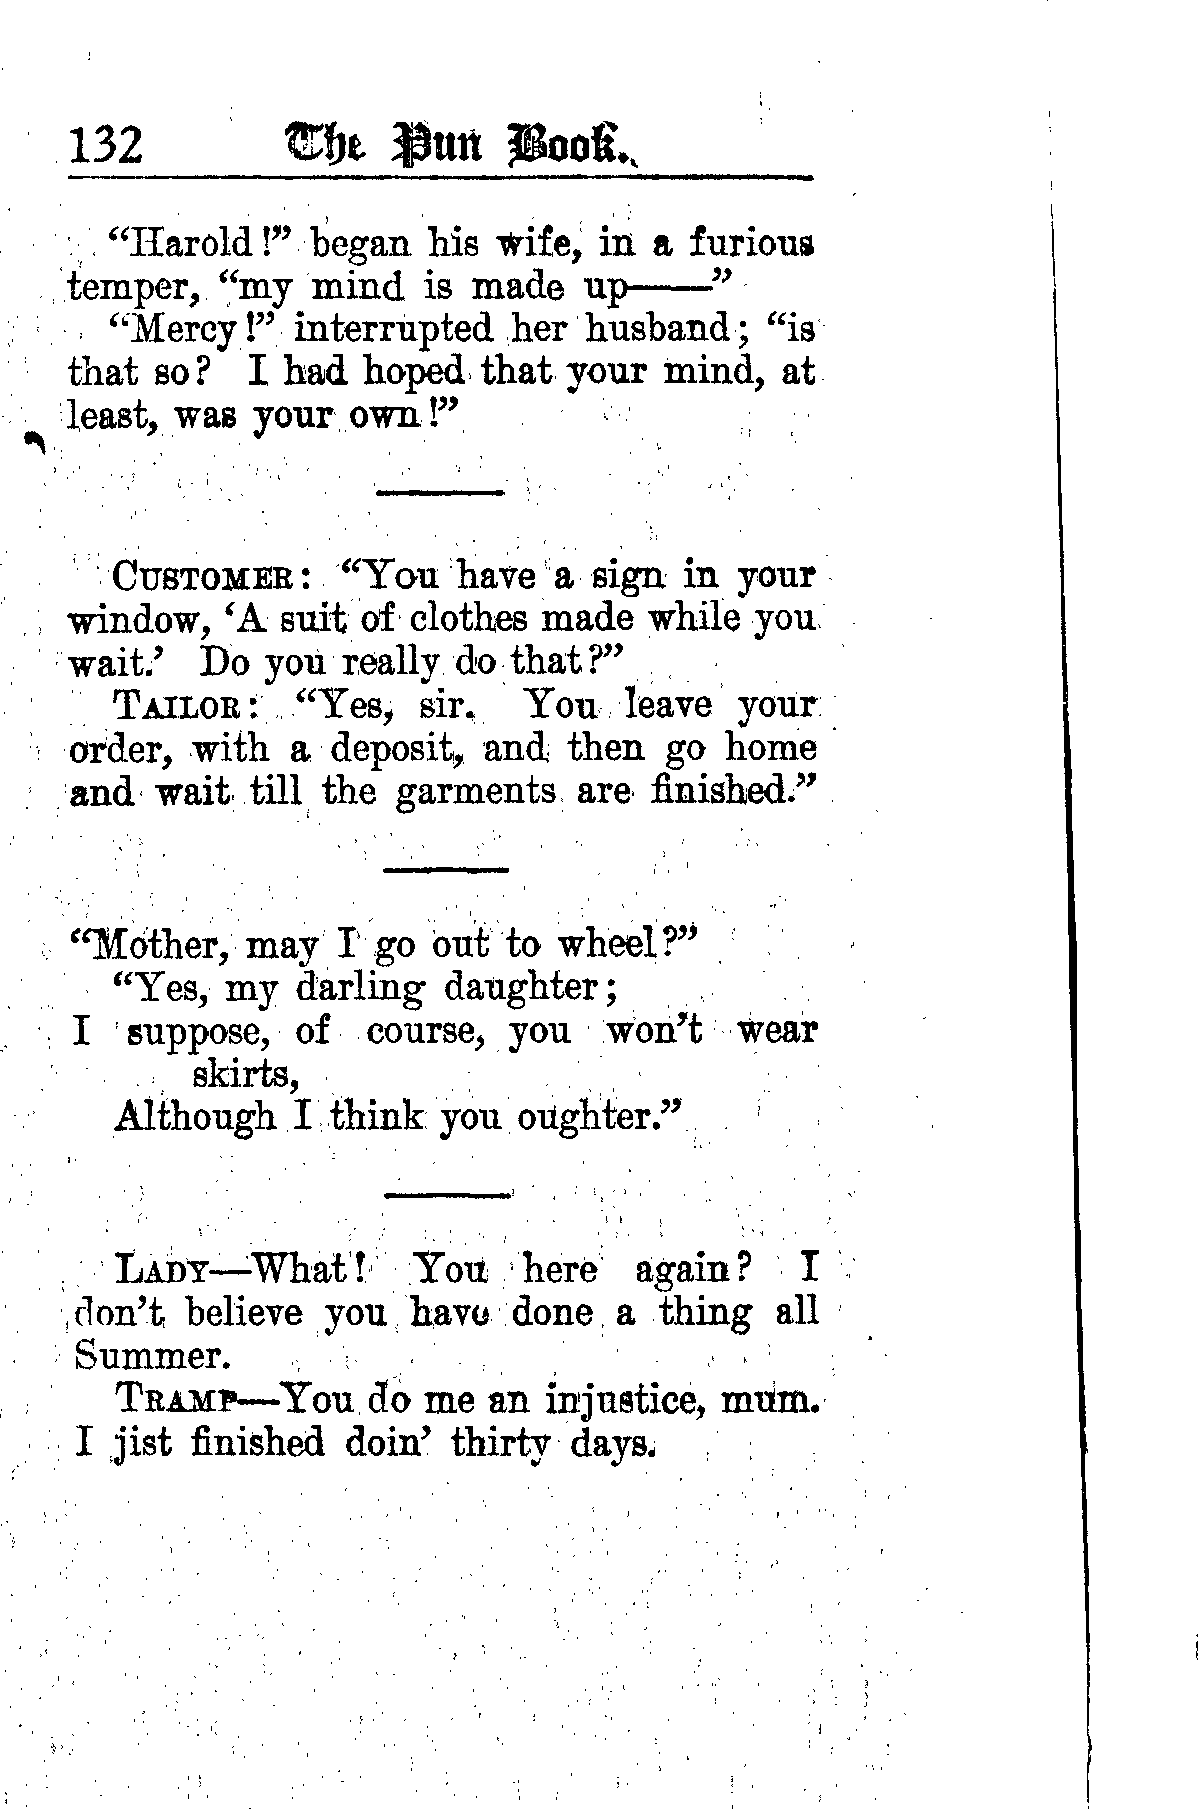 132 The Pun Book.
“Harold!” began his wife, in a furious
temper, “my mind is made up——”
“Mercy!” interrupted her husband; “is
that so? I had hoped that your mind, at
least, was your own!”
CUSTOMER: “You have a sign in your
window, ‘A suit of clothes made while you
wait.’ Do you really do that?”
TAILOR: “Yes, sir. You leave your
order, with a deposit, and then go home
and wait till the garments are finished.”
“Mother, may I go out to wheel?”
“Yes, my darling daughter;
I suppose, of course, you won’t wear
skirts,
Although I think you oughter.”
LADY—What! You here again? I
don’t believe you have done a thing all
Summer.
TRAMP—You do me an injustice, mum.
I jist finished doin’ thirty days.